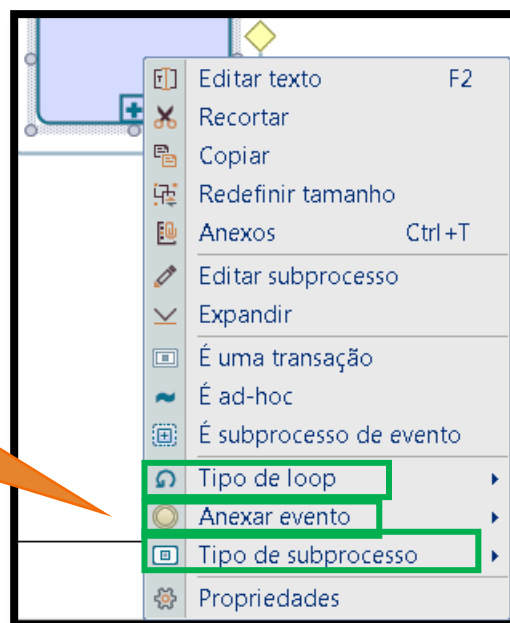 Editar texto F2
Recortar
Copiar
Redefinir tamanho
Anexos Ctrl+T
Editar subprocesso
Expandir
É uma transação
É ad-hoc
É subprocesso de evento
Tipo de loop
Anexar evento
Tipo de subprocesso
Propriedades